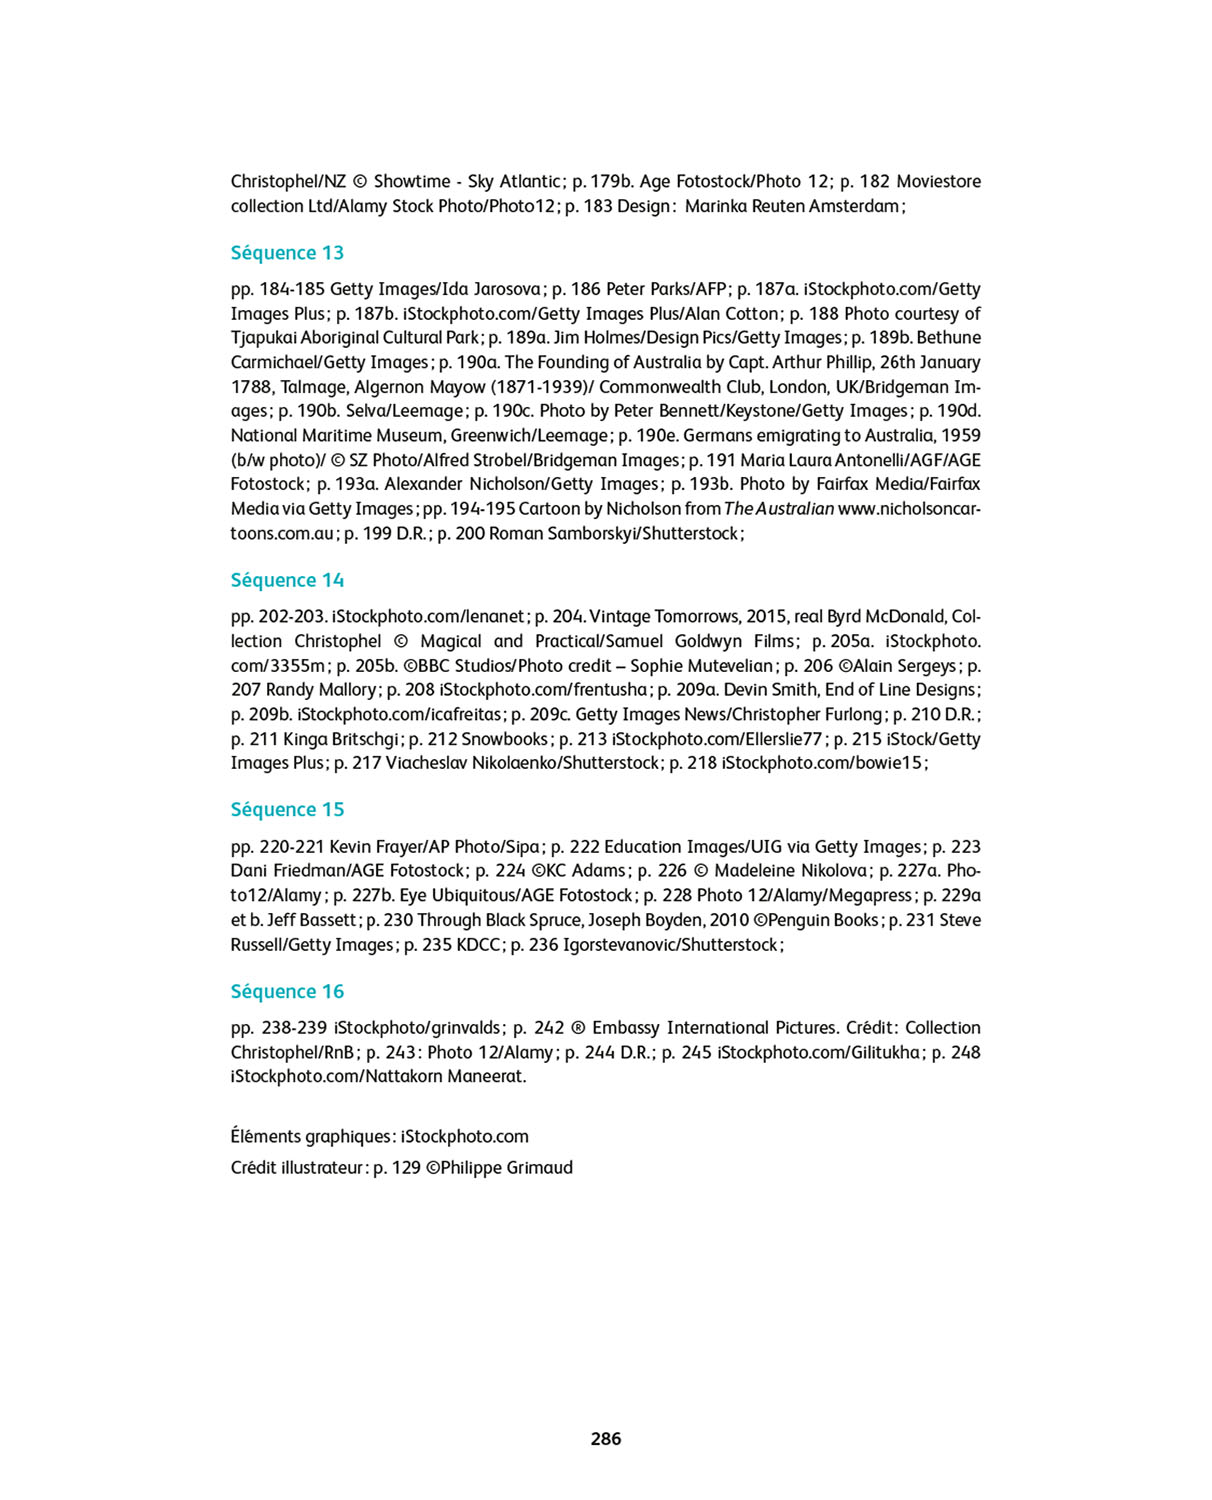 Christophel/NZ © Showtime - Sky Atlantic ; p. 179b. Age Fotostock/Photo 12 ; p. 182 Moviestore
collection Ltd/Alamy Stock Photo/Photo12 ; p. 183 Design : Marinka Reuten Amsterdam ;
Séquence 13
pp. 184-185 Getty Images/Ida Jarosova ; p. 186 Peter Parks/AFP ; p. 187a. iStockphoto.com/Getty
Images Plus ; p. 187b. iStockphoto.com/Getty Images Plus/Alan Cotton ; p. 188 Photo courtesy of
Tjapukai Aboriginal Cultural Park ; p. 189a. Jim Holmes/Design Pics/Getty Images ; p. 189b. Bethune
Carmichael/Getty Images ; p. 190a. The Founding of Australia by Capt. Arthur Phillip, 26th January
1788, Talmage, Algernon Mayow (1871-1939)/ Commonwealth Club, London, UK/Bridgeman Im-
ages ; p. 190b. Selva/Leemage ; p. 190c. Photo by Peter Bennett/Keystone/Getty Images ; p. 190d.
National Maritime Museum, Greenwich/Leemage ; p. 190e. Germans emigrating to Australia, 1959
(b/w photo)/ © SZ Photo/Alfred Strobel/Bridgeman Images ; p. 191 Maria Laura Antonelli/AGF/AGE
Fotostock ; p. 193a. Alexander Nicholson/Getty Images ; p. 193b. Photo by Fairfax Media/Fairfax
Media via Getty Images ; pp. 194-195 Cartoon by Nicholson from The Australian www.nicholsoncar-
toons.com.au ; p. 199 D.R. ; p. 200 Roman Samborskyi/Shutterstock ;
Séquence 14
pp. 202-203. iStockphoto.com/lenanet ; p. 204. Vintage Tomorrows, 2015, real Byrd McDonald, Col-
lection Christophel © Magical and Practical/Samuel Goldwyn Films ; p. 205a. iStockphoto.
com/3355m ; p. 205b. ©BBC Studios/Photo credit – Sophie Mutevelian ; p. 206 ©Alain Sergeys ; p.
207 Randy Mallory ; p. 208 iStockphoto.com/frentusha ; p. 209a. Devin Smith, End of Line Designs ;
p. 209b. iStockphoto.com/icafreitas ; p. 209c. Getty Images News/Christopher Furlong ; p. 210 D.R. ;
p. 211 Kinga Britschgi ; p. 212 Snowbooks ; p. 213 iStockphoto.com/Ellerslie77 ; p. 215 iStock/Getty
Images Plus ; p. 217 Viacheslav Nikolaenko/Shutterstock ; p. 218 iStockphoto.com/bowie15 ;
Séquence 15
pp. 220-221 Kevin Frayer/AP Photo/Sipa ; p. 222 Education Images/UIG via Getty Images ; p. 223
Dani Friedman/AGE Fotostock ; p. 224 ©KC Adams ; p. 226 © Madeleine Nikolova ; p. 227a. Pho-
to12/Alamy ; p. 227b. Eye Ubiquitous/AGE Fotostock ; p. 228 Photo 12/Alamy/Megapress ; p. 229a
et b. Jeff Bassett ; p. 230 Through Black Spruce, Joseph Boyden, 2010 ©Penguin Books ; p. 231 Steve
Russell/Getty Images ; p. 235 KDCC ; p. 236 Igorstevanovic/Shutterstock ;
Séquence 16
pp. 238-239 iStockphoto/grinvalds ; p. 242 ® Embassy International Pictures. Crédit : Collection
Christophel/RnB ; p. 243 : Photo 12/Alamy ; p. 244 D.R. ; p. 245 iStockphoto.com/Gilitukha ; p. 248
iStockphoto.com/Nattakorn Maneerat.
Éléments graphiques : iStockphoto.com
Crédit illustrateur : p. 129 ©Philippe Grimaud
286